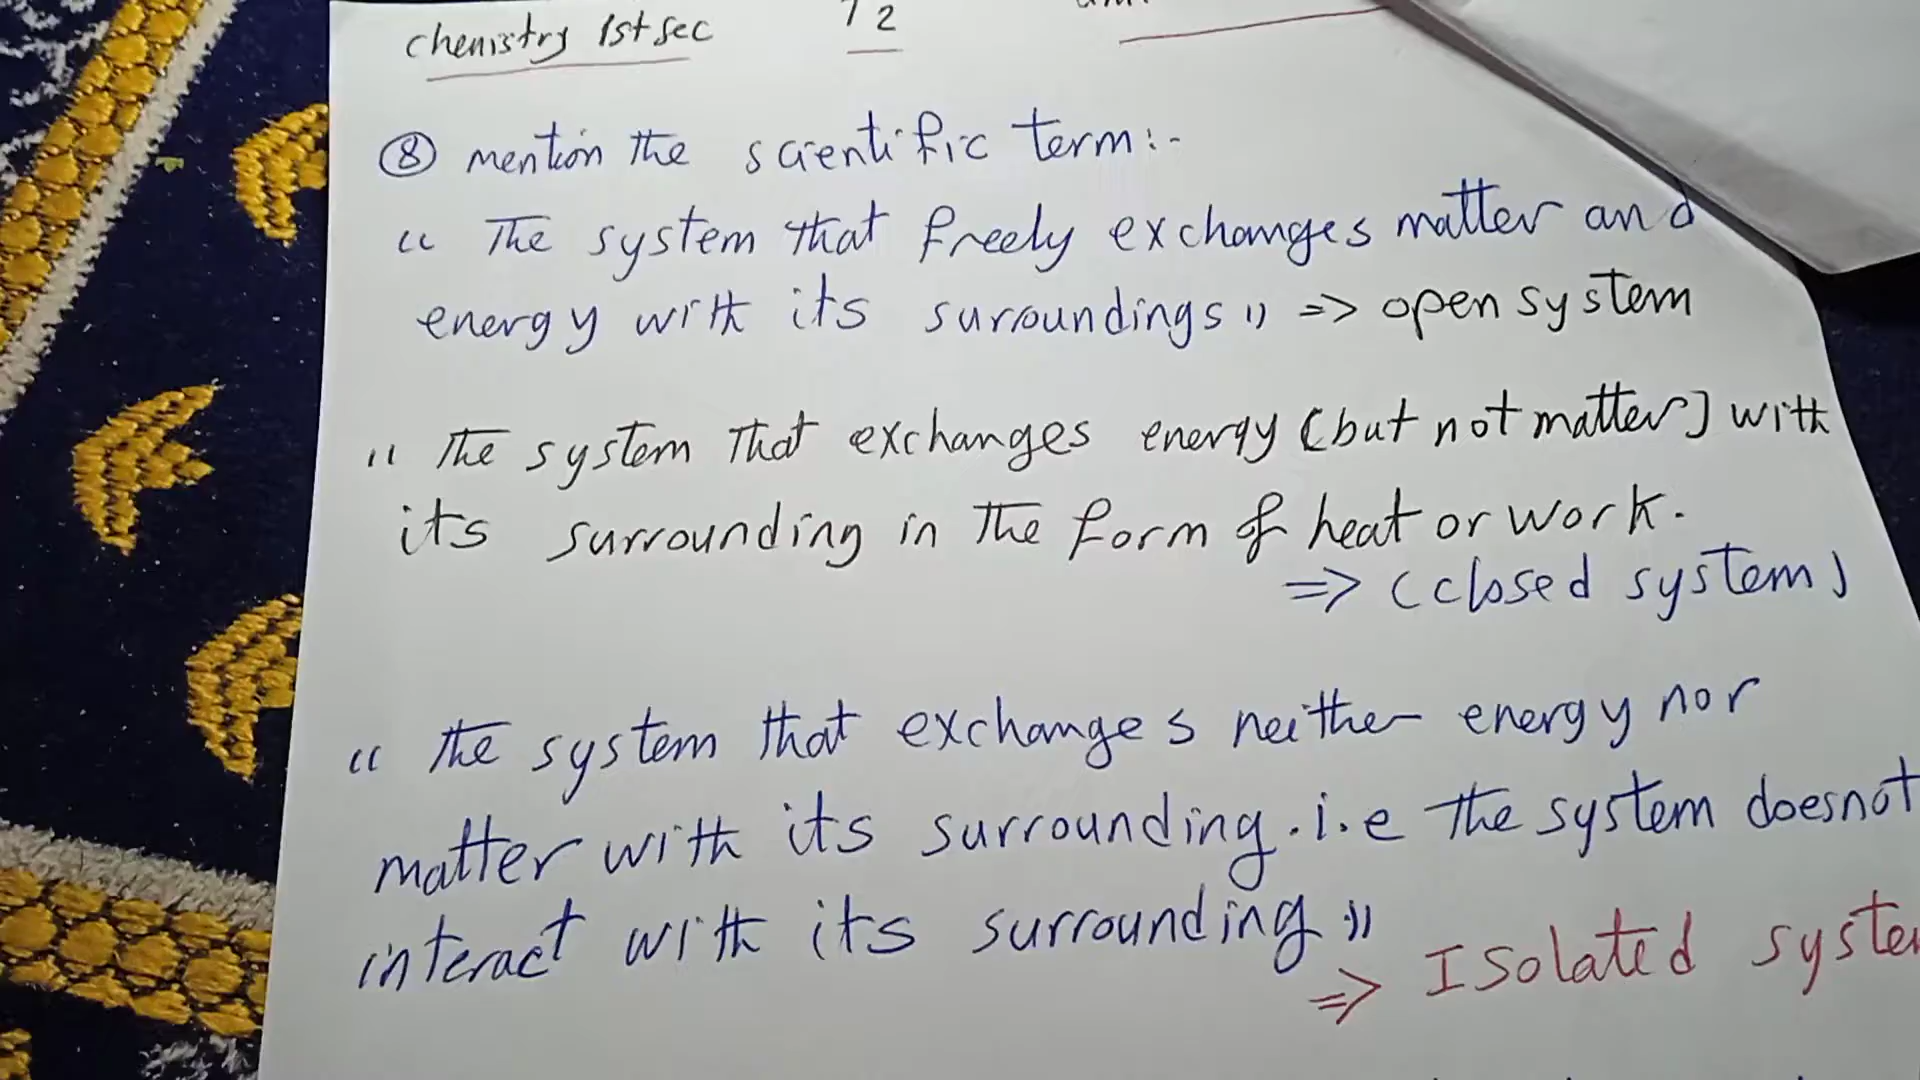 chemistry 1st sec T2
⑧ mention the scientific term:-
“ The system that freely exchanges matter and
energy with its suroundings" => open system
" The system that exchanges energy (but not matter) with
its surrounding in the form of heat or work.
=> (closed system)
“ the system that exchanges neither energy nor
matter with its surrounding. i.e the system doesnot
interact with its surrounding "
=> Isolated system